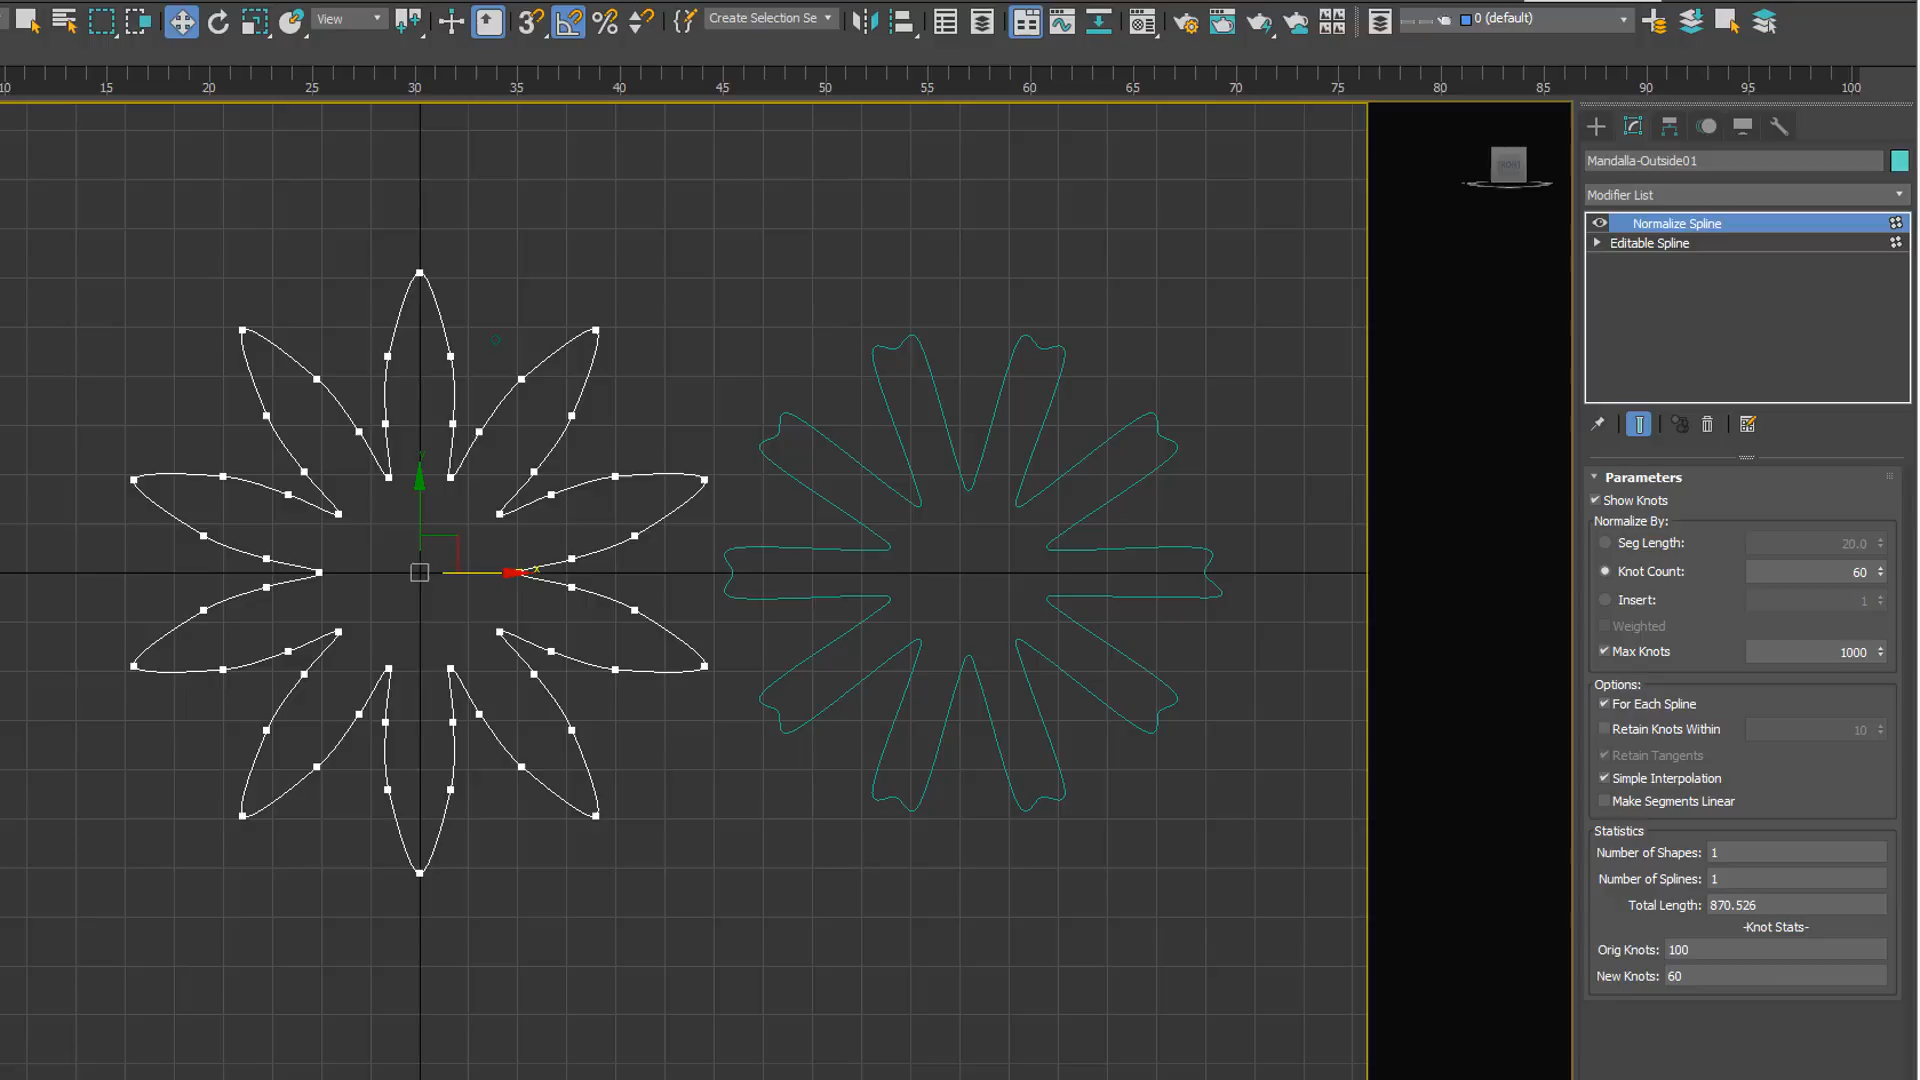 View
Create Selection Se
0 (default)
10 15 20 25 30 35 40 45 50 55 60 65 70 75 80 85 90 95 100
FRONT
Mandalla-Outside01
Modifier List
Normalize Spline
Editable Spline
Parameters
Show Knots
Normalize By:
Seg Length: 20.0
Knot Count: 60
Insert: 1
Weighted
Max Knots 1000
Options:
For Each Spline
Retain Knots Within 10
Retain Tangents
Simple Interpolation
Make Segments Linear
Statistics
Number of Shapes: 1
Number of Splines: 1
Total Length: 870.526
-Knot Stats-
Orig Knots: 100
New Knots: 60
y
x